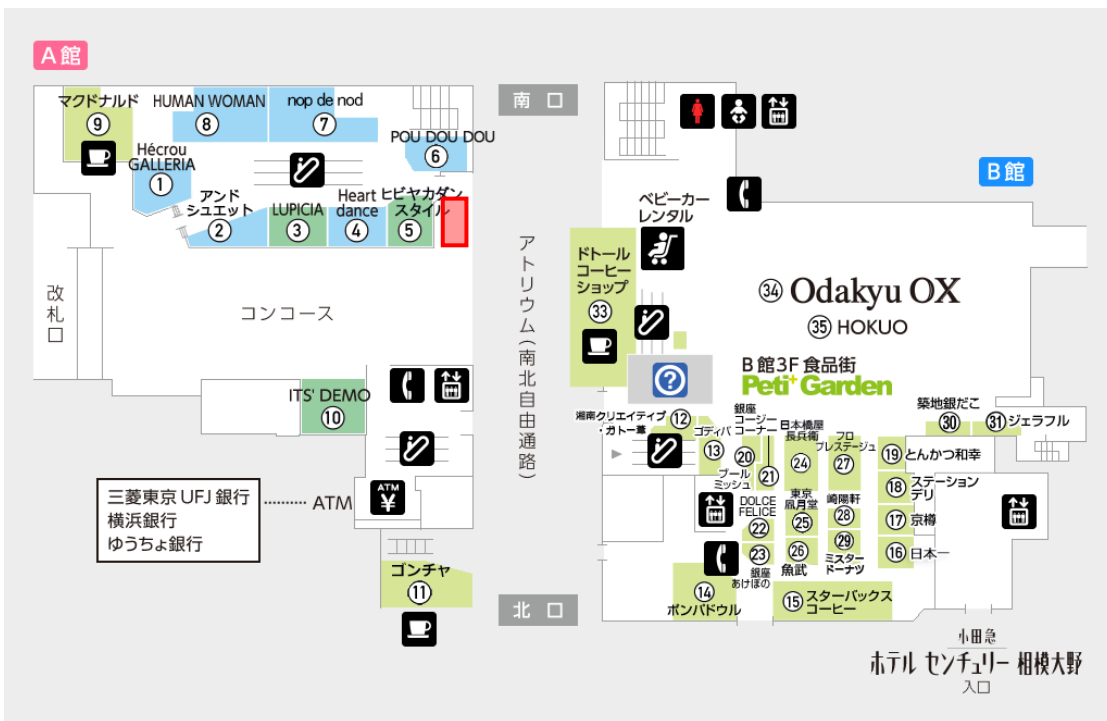 A館
南 口
マクドナルド
⑨
HUMAN WOMAN
⑧
nop de nod
⑦
POU DOU DOU
⑥
Hécrou
GALLERIA
①
アンド
シュエット
②
LUPICIA
③
Heart
dance
④
ヒビヤカダン
スタイル
⑤
改札口
コンコース
アトリウム(南北自由通路)
ITS' DEMO
⑩
三菱東京UFJ銀行
横浜銀行
ゆうちょ銀行
ATM
ATM
¥
ゴンチャ
⑪
北 口
B館
ベビーカー
レンタル
ドトール
コーヒー
ショップ
㉝
㉞ Odakyu OX
㉟ HOKUO
?
B館3F 食品街
Peti+ Garden
湘南クリエイティブ
・ガトー葦
⑫
ゴディバ
⑬
銀座
コージー
コーナー
⑳
プール
ミッシュ
㉑
日本橋屋
長兵衛
㉔
フロ
プレステージュ
㉗
築地銀だこ
㉚
㉛ ジェラフル
⑲ とんかつ和幸
⑱ ステーション
デリ
⑰ 京樽
⑯ 日本一
DOLCE
FELICE
㉒
東京
凮月堂
㉕
崎陽軒
㉘
㉓
銀座
あけぼの
㉖
魚武
㉙
ミスター
ドーナツ
⑭
ポンパドウル
⑮ スターバックス
コーヒー
小田急
ホテル センチュリー 相模大野
入口